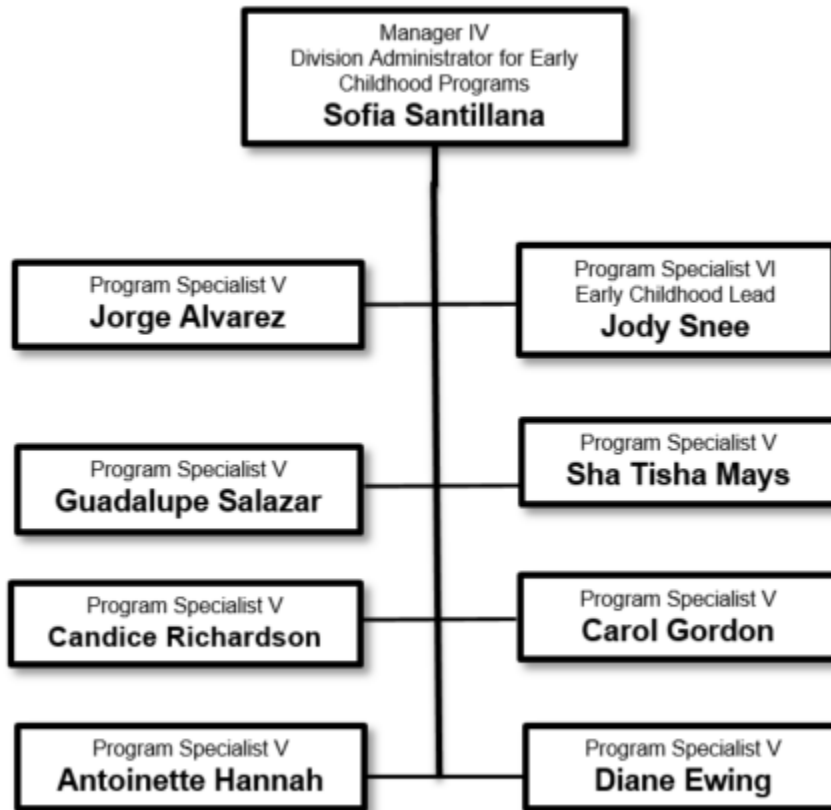 Manager IV
Division Administrator for Early
Childhood Programs
Sofia Santillana
Program Specialist V
Jorge Alvarez
Program Specialist VI
Early Childhood Lead
Jody Snee
Program Specialist V
Guadalupe Salazar
Program Specialist V
Sha Tisha Mays
Program Specialist V
Candice Richardson
Program Specialist V
Carol Gordon
Program Specialist V
Antoinette Hannah
Program Specialist V
Diane Ewing